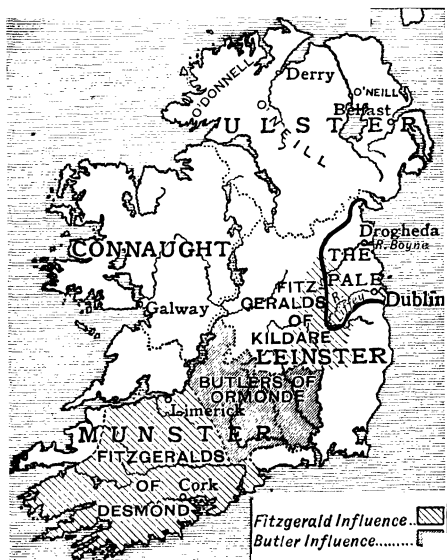 O'DONNELL
Derry
O'NEILL
O'NEILL
Belfast
ULSTER
CONNAUGHT
Drogheda
R. Boyne
THE
PALE
R. Liffey
Dublin
FITZ
GERALDS
OF
KILDARE
LEINSTER
Galway
BUTLERS OF
ORMONDE
Limerick
MUNSTER
FITZGERALDS
OF
DESMOND
Cork
Fitzgerald Influence...
Butler Influence.........